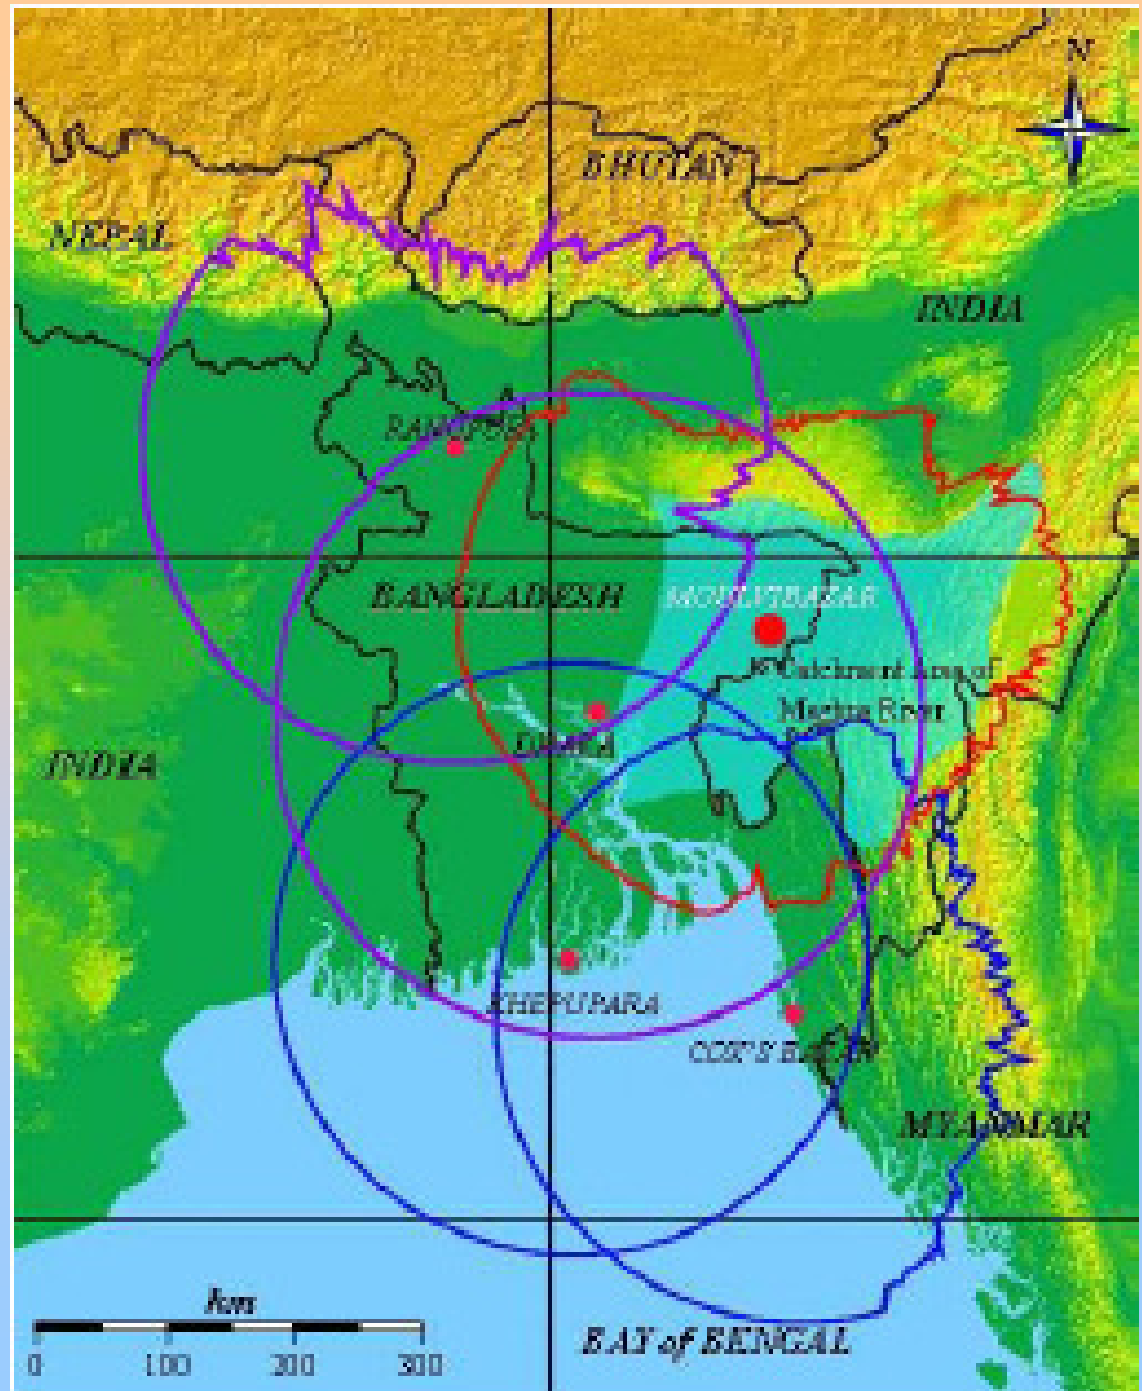 N
BHUTAN
NEPAL
INDIA
BANGLADESH
MOULVIBAZAR
Catchment Area of
Meghna River
DHAKA
INDIA
KHEPUPARA
COX'S BAZAR
MYANMAR
km
0 100 200 300
BAY of BENGAL